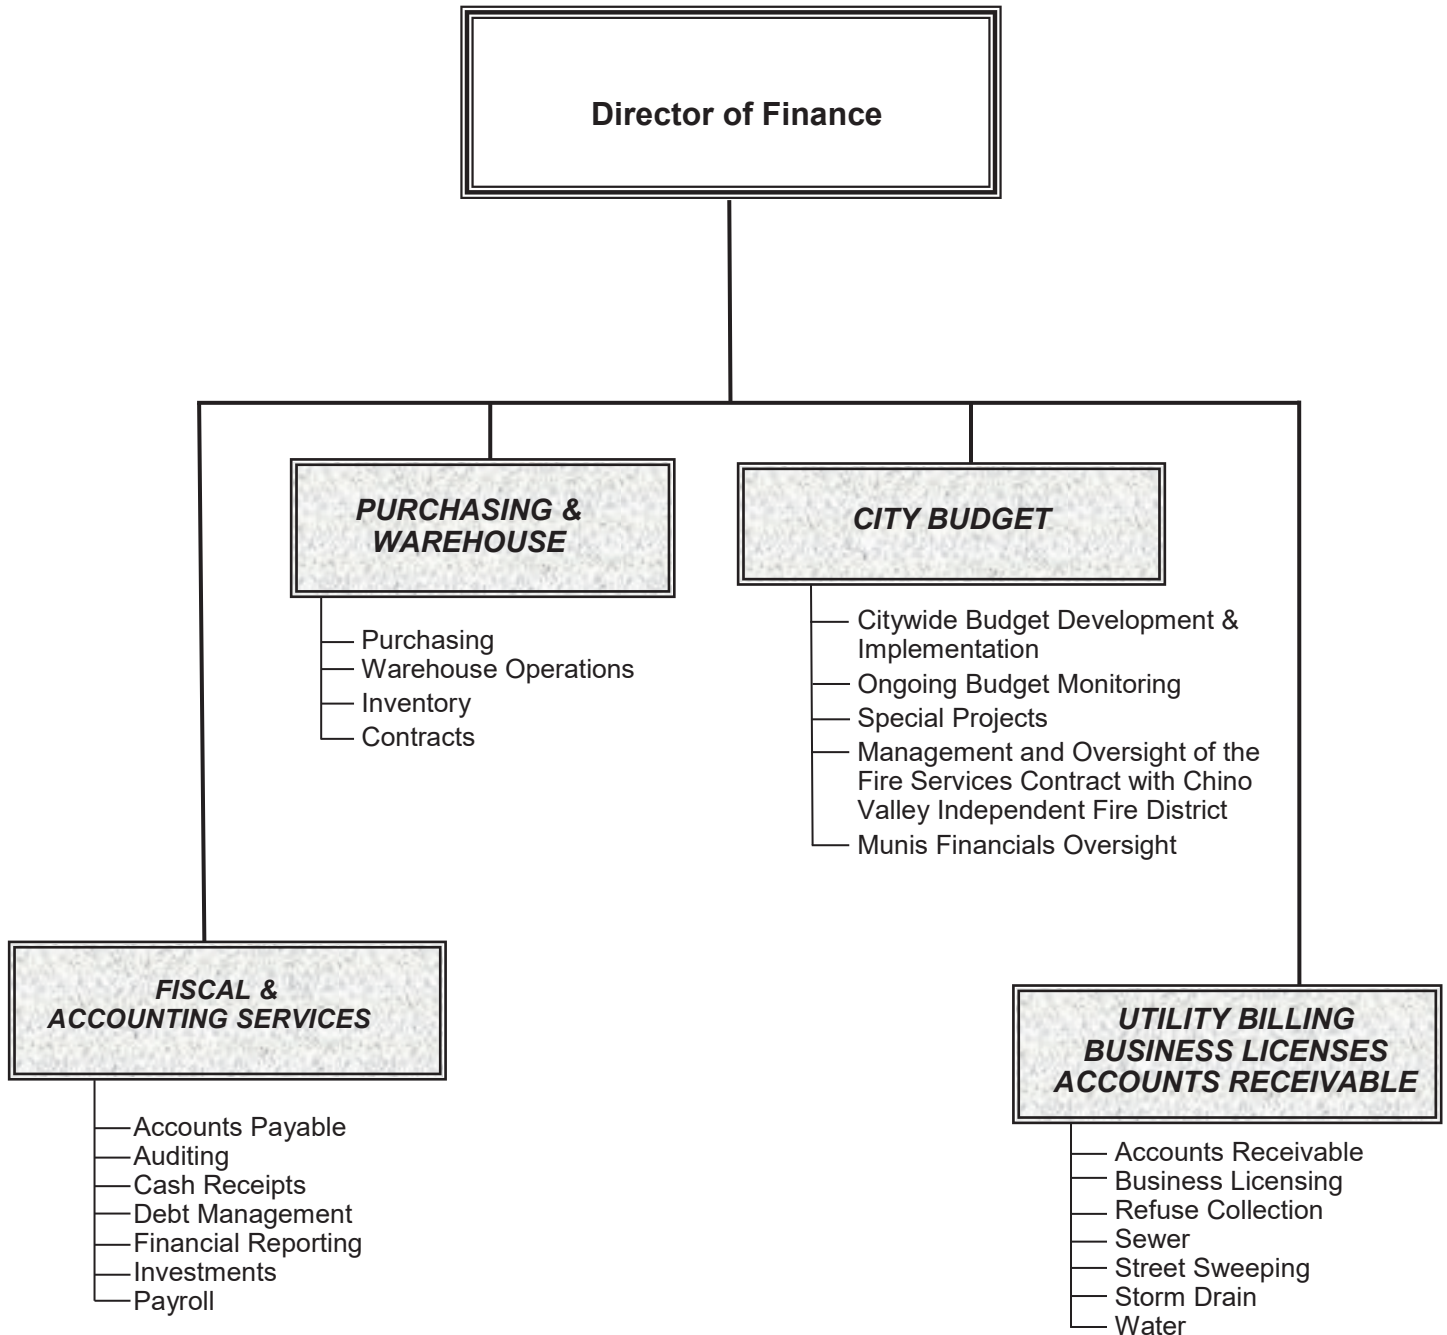 Director of Finance
PURCHASING &
WAREHOUSE
Purchasing
Warehouse Operations
Inventory
Contracts
CITY BUDGET
Citywide Budget Development &
Implementation
Ongoing Budget Monitoring
Special Projects
Management and Oversight of the
Fire Services Contract with Chino
Valley Independent Fire District
Munis Financials Oversight
FISCAL &
ACCOUNTING SERVICES
Accounts Payable
Auditing
Cash Receipts
Debt Management
Financial Reporting
Investments
Payroll
UTILITY BILLING
BUSINESS LICENSES
ACCOUNTS RECEIVABLE
Accounts Receivable
Business Licensing
Refuse Collection
Sewer
Street Sweeping
Storm Drain
Water